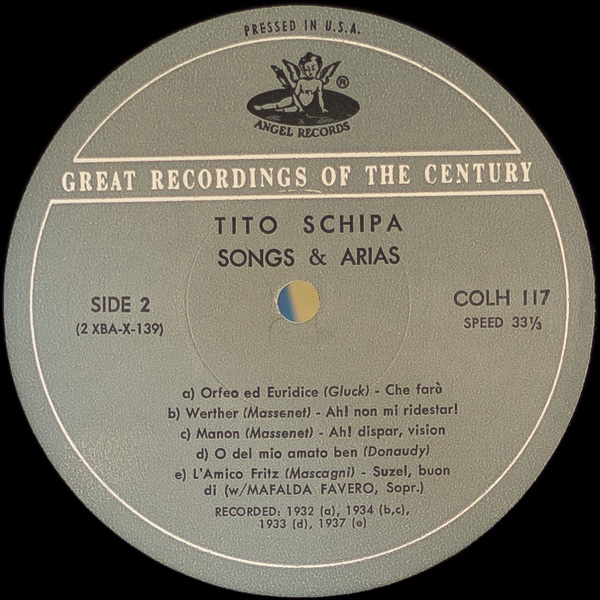 PRESSED IN U.S.A.
®
ANGEL RECORDS
GREAT RECORDINGS OF THE CENTURY
TITO SCHIPA
SONGS & ARIAS
SIDE 2
(2 XBA-X-139)
COLH 117
SPEED 33⅓
a) Orfeo ed Euridice (Gluck) - Che farò
b) Werther (Massenet) - Ah! non mi ridestar!
c) Manon (Massenet) - Ah! dispar, vision
d) O del mio amato ben (Donaudy)
e) L'Amico Fritz (Mascagni) - Suzel, buon
di (w/MAFALDA FAVERO, Sopr.)
RECORDED: 1932 (a), 1934 (b,c),
1933 (d), 1937 (e)